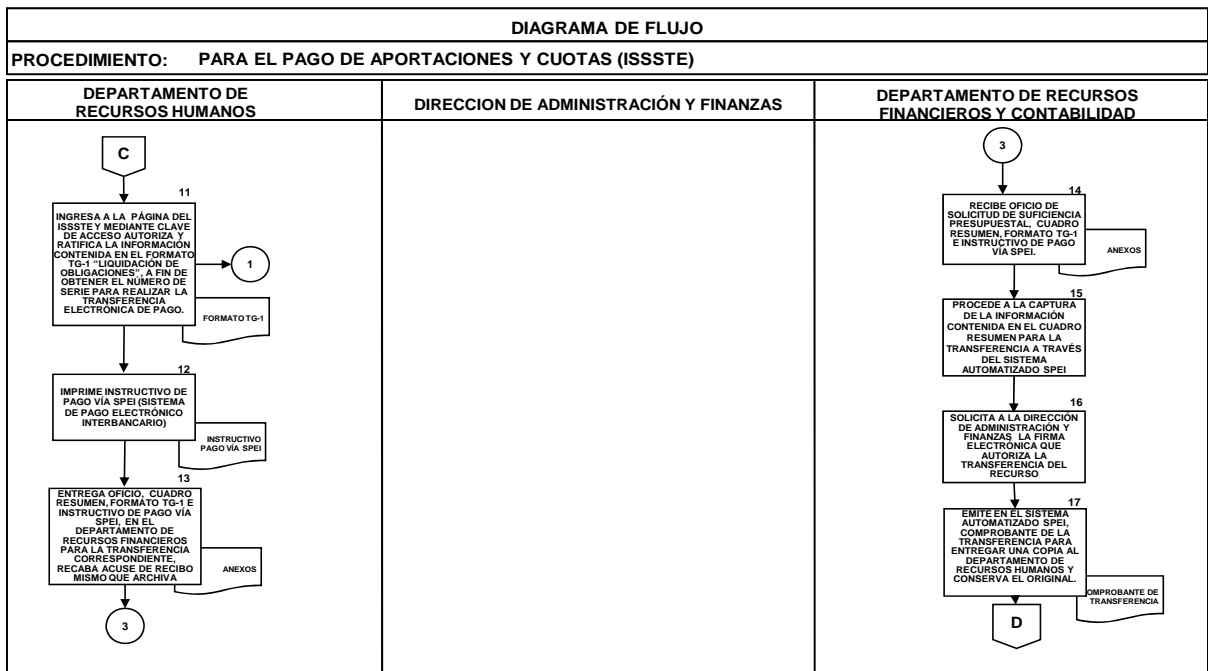 DIAGRAMA DE FLUJO
PROCEDIMIENTO: PARA EL PAGO DE APORTACIONES Y CUOTAS (ISSSTE)
DEPARTAMENTO DE
RECURSOS HUMANOS
C
11
INGRESA A LA PÁGINA DEL
ISSSTE Y MEDIANTE CLAVE
DE ACCESO AUTORIZA Y
RATIFICA LA INFORMACIÓN
CONTENIDA EN EL FORMATO
TG-1 “LIQUIDACIÓN DE
OBLIGACIONES”, A FIN DE
OBTENER EL NÚMERO DE
SERIE PARA REALIZAR LA
TRANSFERENCIA
ELECTRÓNICA DE PAGO.
1
FORMATO TG-1
12
IMPRIME INSTRUCTIVO DE
PAGO VÍA SPEI (SISTEMA
DE PAGO ELECTRÓNICO
INTERBANCARIO)
INSTRUCTIVO
PAGO VÍA SPEI
13
ENTREGA OFICIO, CUADRO
RESUMEN, FORMATO TG-1 E
INSTRUCTIVO DE PAGO VÍA
SPEI, EN EL
DEPARTAMENTO DE
RECURSOS FINANCIEROS
PARA LA TRANSFERENCIA
CORRESPONDIENTE,
RECABA ACUSE DE RECIBO
MISMO QUE ARCHIVA
ANEXOS
3
DIRECCION DE ADMINISTRACIÓN Y FINANZAS
DEPARTAMENTO DE RECURSOS
FINANCIEROS Y CONTABILIDAD
3
14
RECIBE OFICIO DE
SOLICITUD DE SUFICIENCIA
PRESUPUESTAL, CUADRO
RESUMEN, FORMATO TG-1
E INSTRUCTIVO DE PAGO
VÍA SPEI.
ANEXOS
15
PROCEDE A LA CAPTURA
DE LA INFORMACIÓN
CONTENIDA EN EL CUADRO
RESUMEN PARA LA
TRANSFERENCIA A TRAVÉS
DEL SISTEMA
AUTOMATIZADO SPEI
16
SOLICITA A LA DIRECCIÓN
DE ADMINISTRACIÓN Y
FINANZAS LA FIRMA
ELECTRÓNICA QUE
AUTORIZA LA
TRANSFERENCIA DEL
RECURSO
17
EMITE EN EL SISTEMA
AUTOMATIZADO SPEI,
COMPROBANTE DE LA
TRANSFERENCIA PARA
ENTREGAR UNA COPIA AL
DEPARTAMENTO DE
RECURSOS HUMANOS Y
CONSERVA EL ORIGINAL.
OMPROBANTE DE
TRANSFERENCIA
D